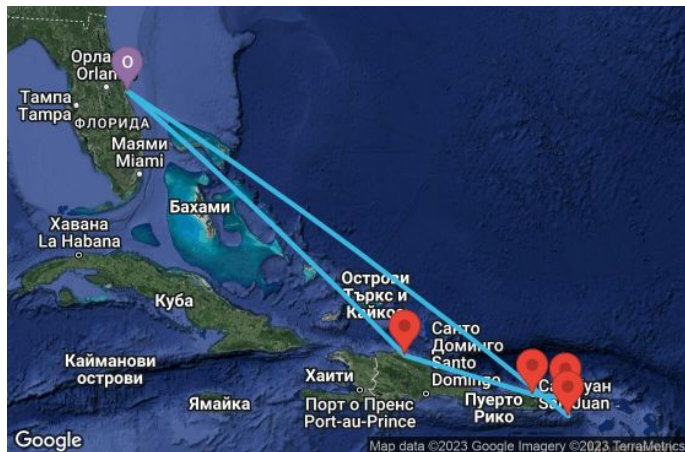 Орла
Orlan
O
Тампа
Tampa
ФЛОРИДА
Маями
Miami
Бахами
Хавана
La Habana
Куба
Острови
Търкс и
Кайкос
Санто
Доминго
Santo
Domingo
Кайманови
острови
Хаити
Ямайка
Порт о Пренс
Port-au-Prince
Пуерто
Рико
Google
Map data ©2023 Google Imagery ©2023 TerraMetrics